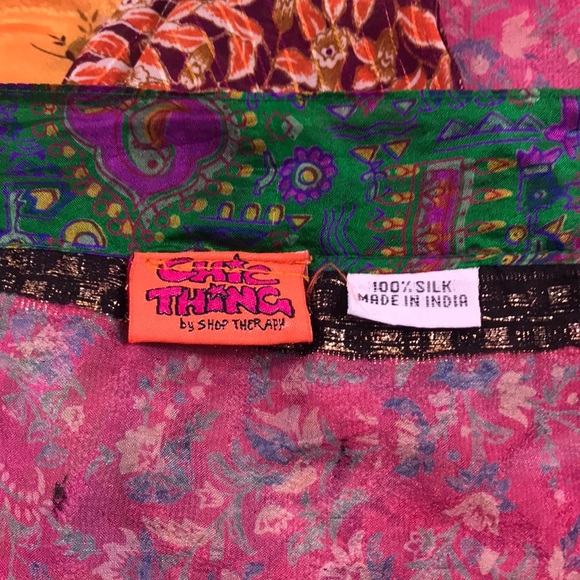 CHIC
THING
by SHOP THERAPY
100% SILK
MADE IN INDIA